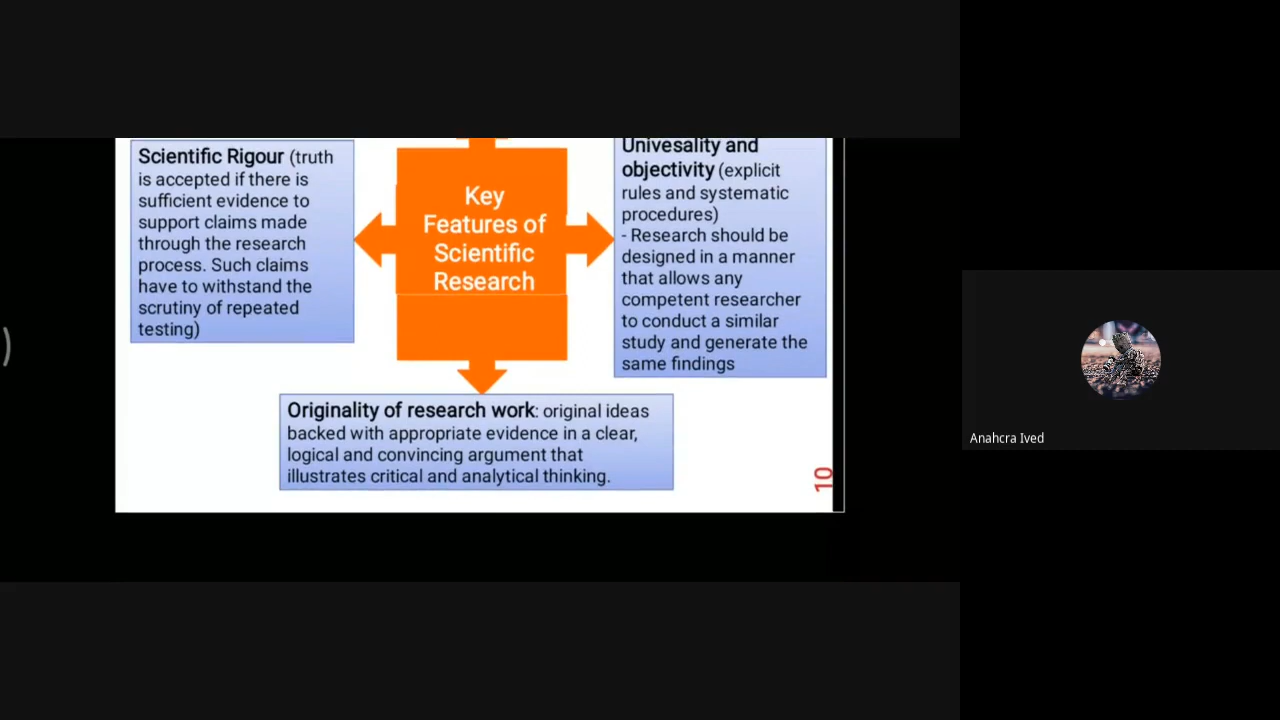 Scientific Rigour (truth
is accepted if there is
sufficient evidence to
support claims made
through the research
process. Such claims
have to withstand the
scrutiny of repeated
testing)
Key
Features of
Scientific
Research
Univesality and
objectivity (explicit
rules and systematic
procedures)
- Research should be
designed in a manner
that allows any
competent researcher
to conduct a similar
study and generate the
same findings
Originality of research work: original ideas
backed with appropriate evidence in a clear,
logical and convincing argument that
illustrates critical and analytical thinking.
10
Anahcra Ived